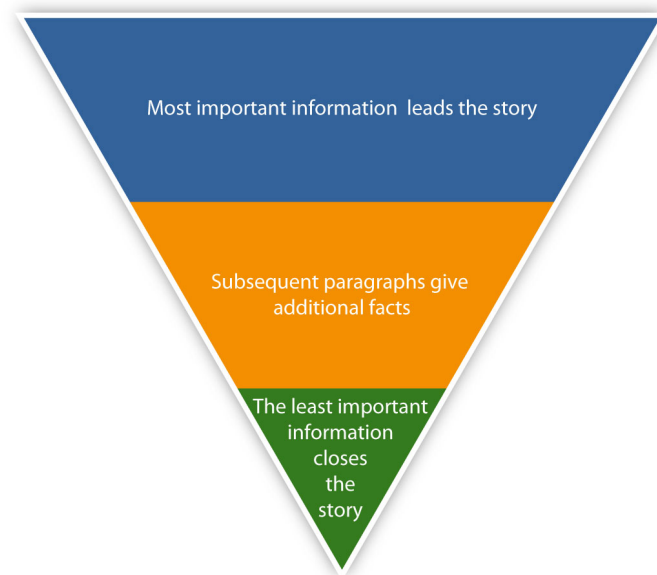 Most important information  leads the story
Subsequent paragraphs give
additional facts
The least important
information
closes
the
story